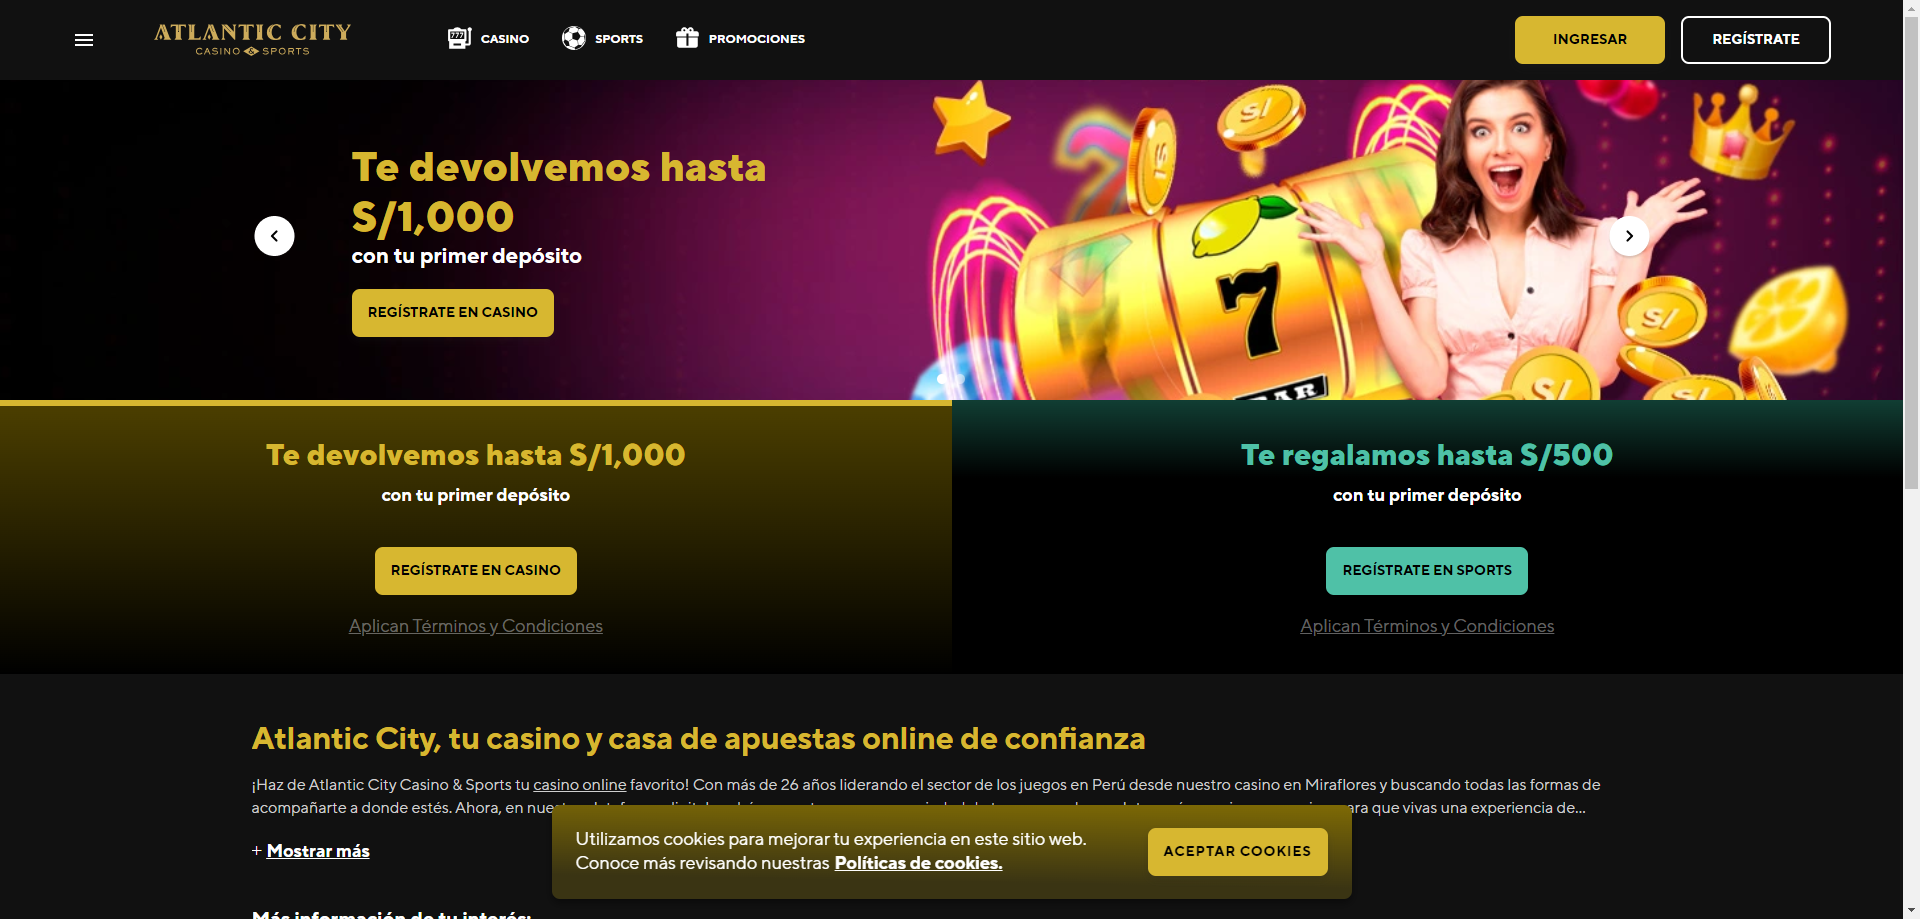 ATLANTIC CITY
CASINO SPORTS
CASINO
SPORTS
PROMOCIONES
INGRESAR
REGÍSTRATE
Te devolvemos hasta
S/1,000
con tu primer depósito
REGÍSTRATE EN CASINO
S/
S/
7
S/
S/
S/
BAR
Te devolvemos hasta S/1,000
con tu primer depósito
REGÍSTRATE EN CASINO
Aplican Términos y Condiciones
Te regalamos hasta S/500
con tu primer depósito
REGÍSTRATE EN SPORTS
Aplican Términos y Condiciones
Atlantic City, tu casino y casa de apuestas online de confianza
¡Haz de Atlantic City Casino & Sports tu casino online favorito! Con más de 26 años liderando el sector de los juegos en Perú desde nuestro casino en Miraflores y buscando todas las formas de
acompañarte a donde estés. Ahora, en para que vivas una experiencia de...
+ Mostrar más
Utilizamos cookies para mejorar tu experiencia en este sitio web.
Conoce más revisando nuestras Políticas de cookies.
ACEPTAR COOKIES
Más información de tu interés: